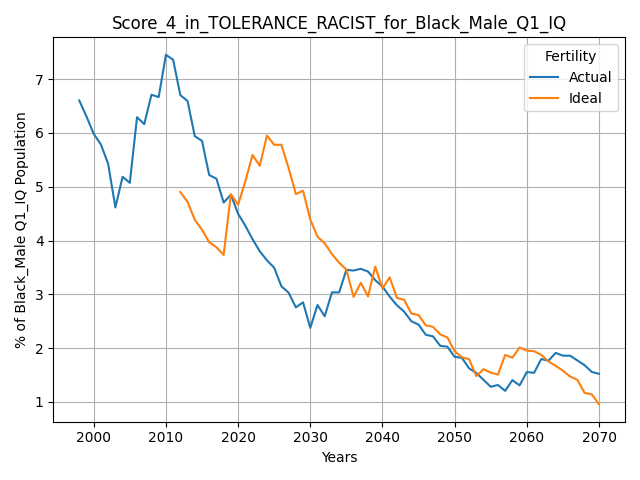 Score_4_in_TOLERANCE_RACIST_for_Black_Male_Q1_IQ
Fertility
Actual
Ideal
% of Black_Male Q1_IQ Population
7
6
5
4
3
2
1
2000 2010 2020 2030 2040 2050 2060 2070
Years